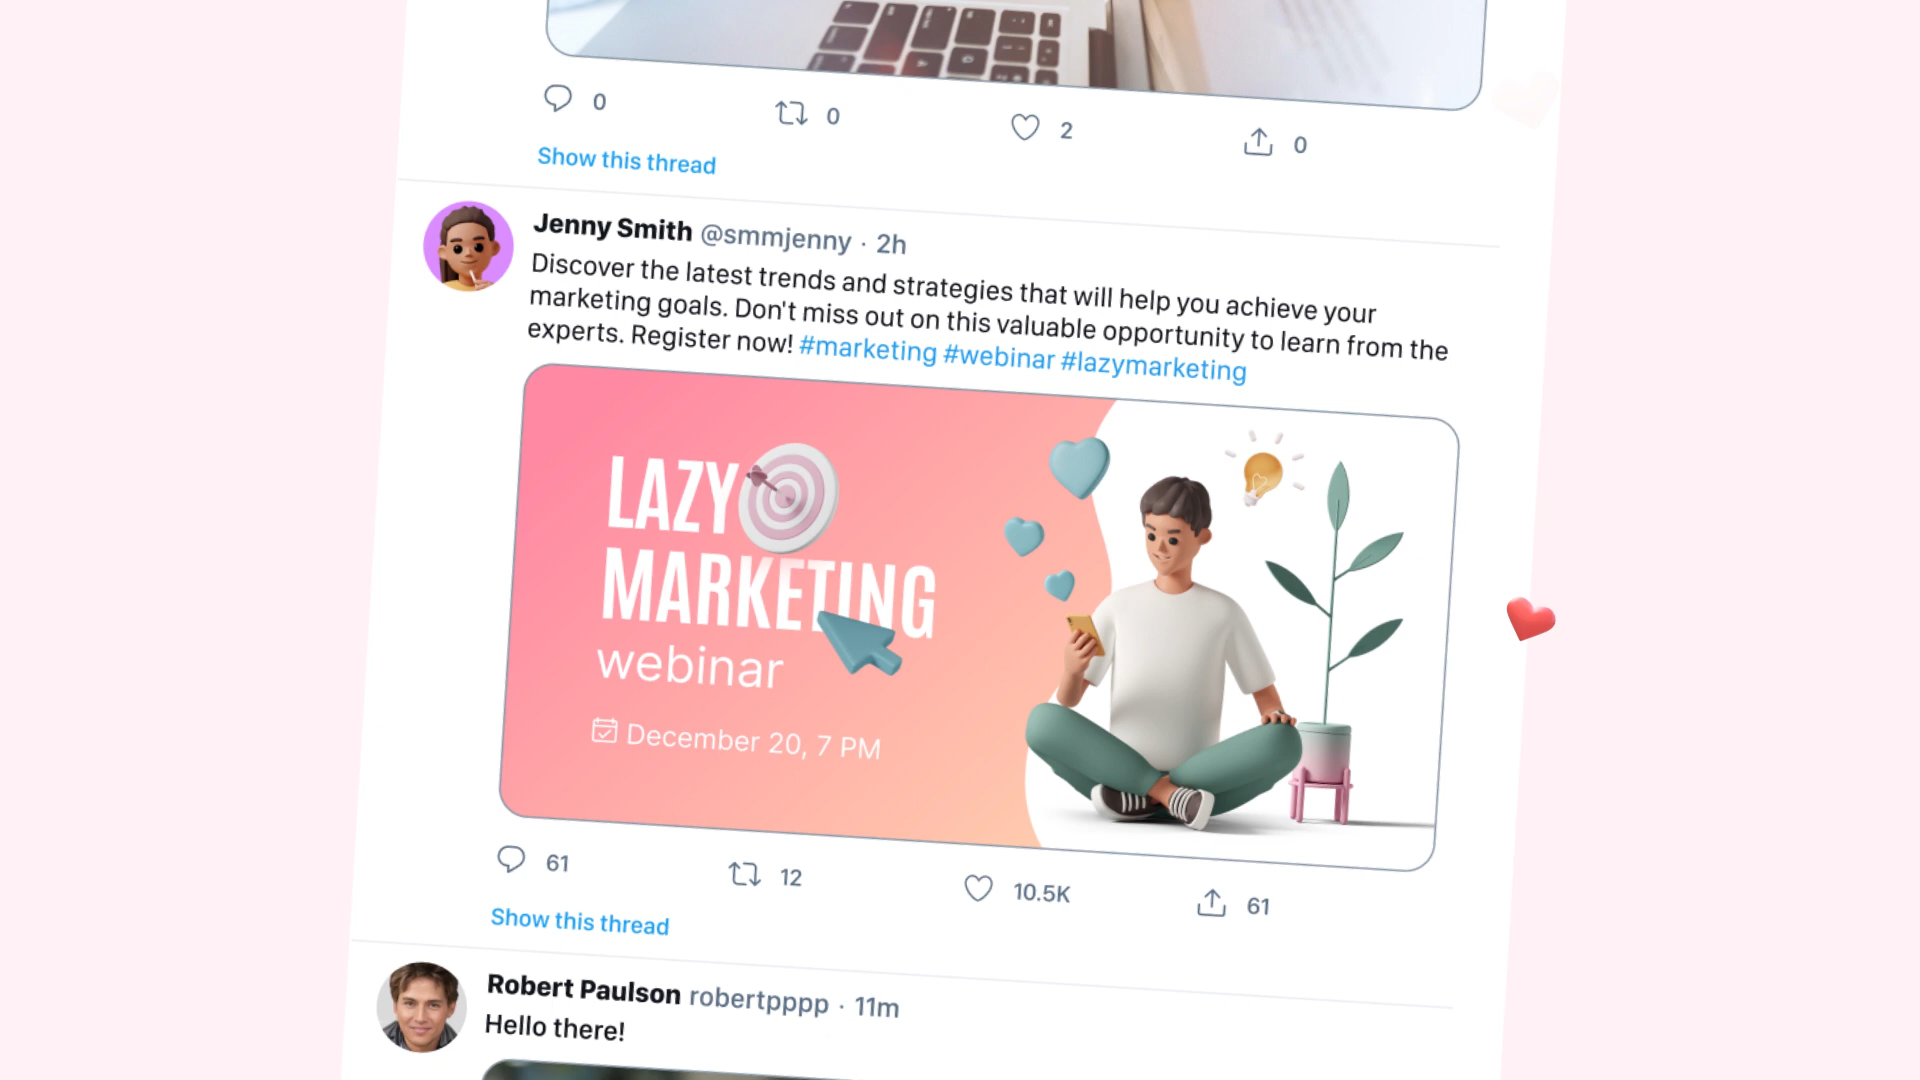 0 0 2 0
Show this thread
Jenny Smith @smmjenny · 2h
Discover the latest trends and strategies that will help you achieve your
marketing goals. Don't miss out on this valuable opportunity to learn from the
experts. Register now! #marketing #webinar #lazymarketing
LAZY
MARKETING
webinar
December 20, 7 PM
61 12 10.5K 61
Show this thread
Robert Paulson robertpppp · 11m
Hello there!